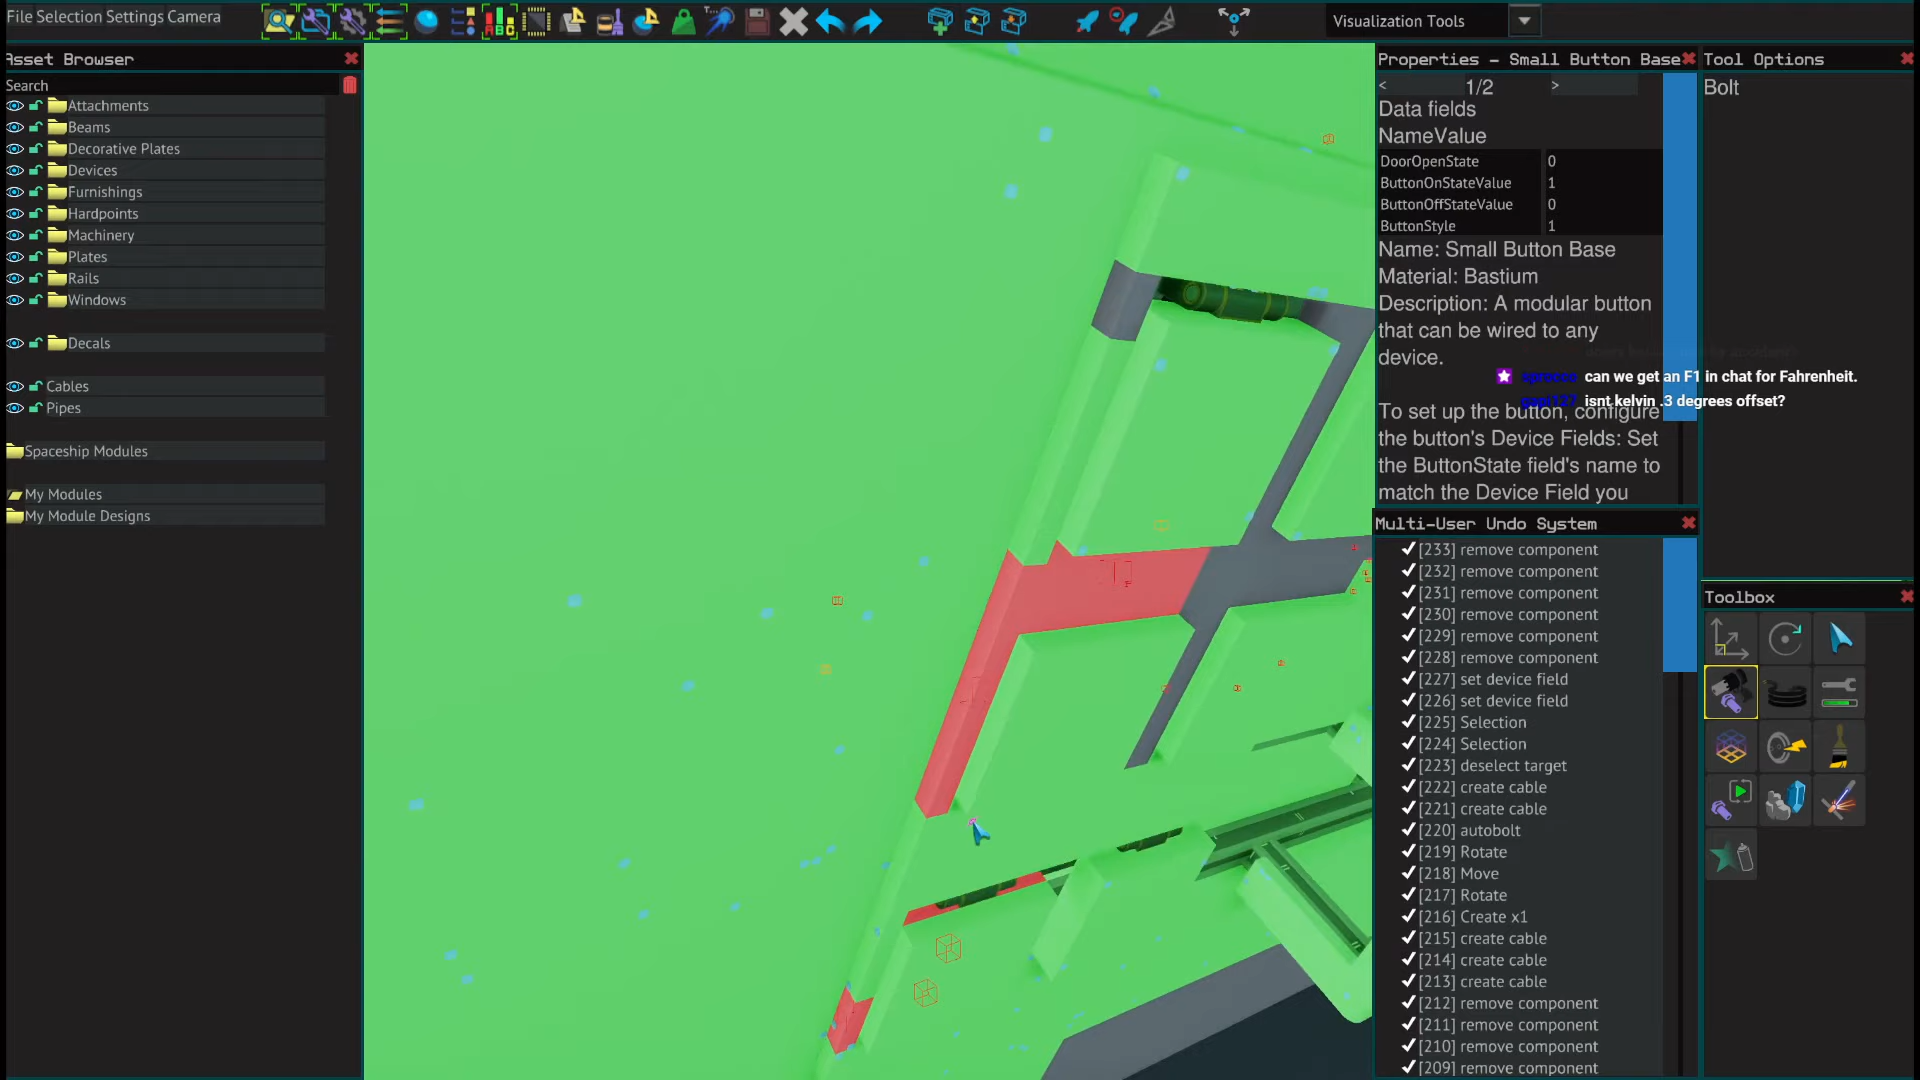 File Selection Settings Camera
Visualization Tools
Asset Browser
Search
Attachments
Beams
Decorative Plates
Devices
Furnishings
Hardpoints
Machinery
Plates
Rails
Windows
Decals
Cables
Pipes
Spaceship Modules
My Modules
My Module Designs
ABC
Properties - Small Button Base
< 1/2 >
Data fields
NameValue
DoorOpenState 0
ButtonOnStateValue 1
ButtonOffStateValue 0
ButtonStyle 1
Name: Small Button Base
Material: Bastium
Description: A modular button
that can be wired to any
device.
To set up the button, configure
the button's Device Fields: Set
the ButtonState field's name to
match the Device Field you
can we get an F1 in chat for Fahrenheit.
isnt kelvin .3 degrees offset?
Multi-User Undo System
[233] remove component
[232] remove component
[231] remove component
[230] remove component
[229] remove component
[228] remove component
[227] set device field
[226] set device field
[225] Selection
[224] Selection
[223] deselect target
[222] create cable
[221] create cable
[220] autobolt
[219] Rotate
[218] Move
[217] Rotate
[216] Create x1
[215] create cable
[214] create cable
[213] create cable
[212] remove component
[211] remove component
[210] remove component
[209] remove component
Tool Options
Bolt
Toolbox